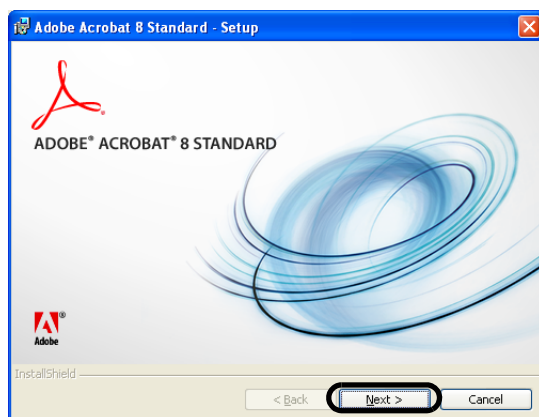 Adobe Acrobat 8 Standard - Setup
ADOBE® ACROBAT® 8 STANDARD
Adobe®
InstallShield
< Back Next > Cancel